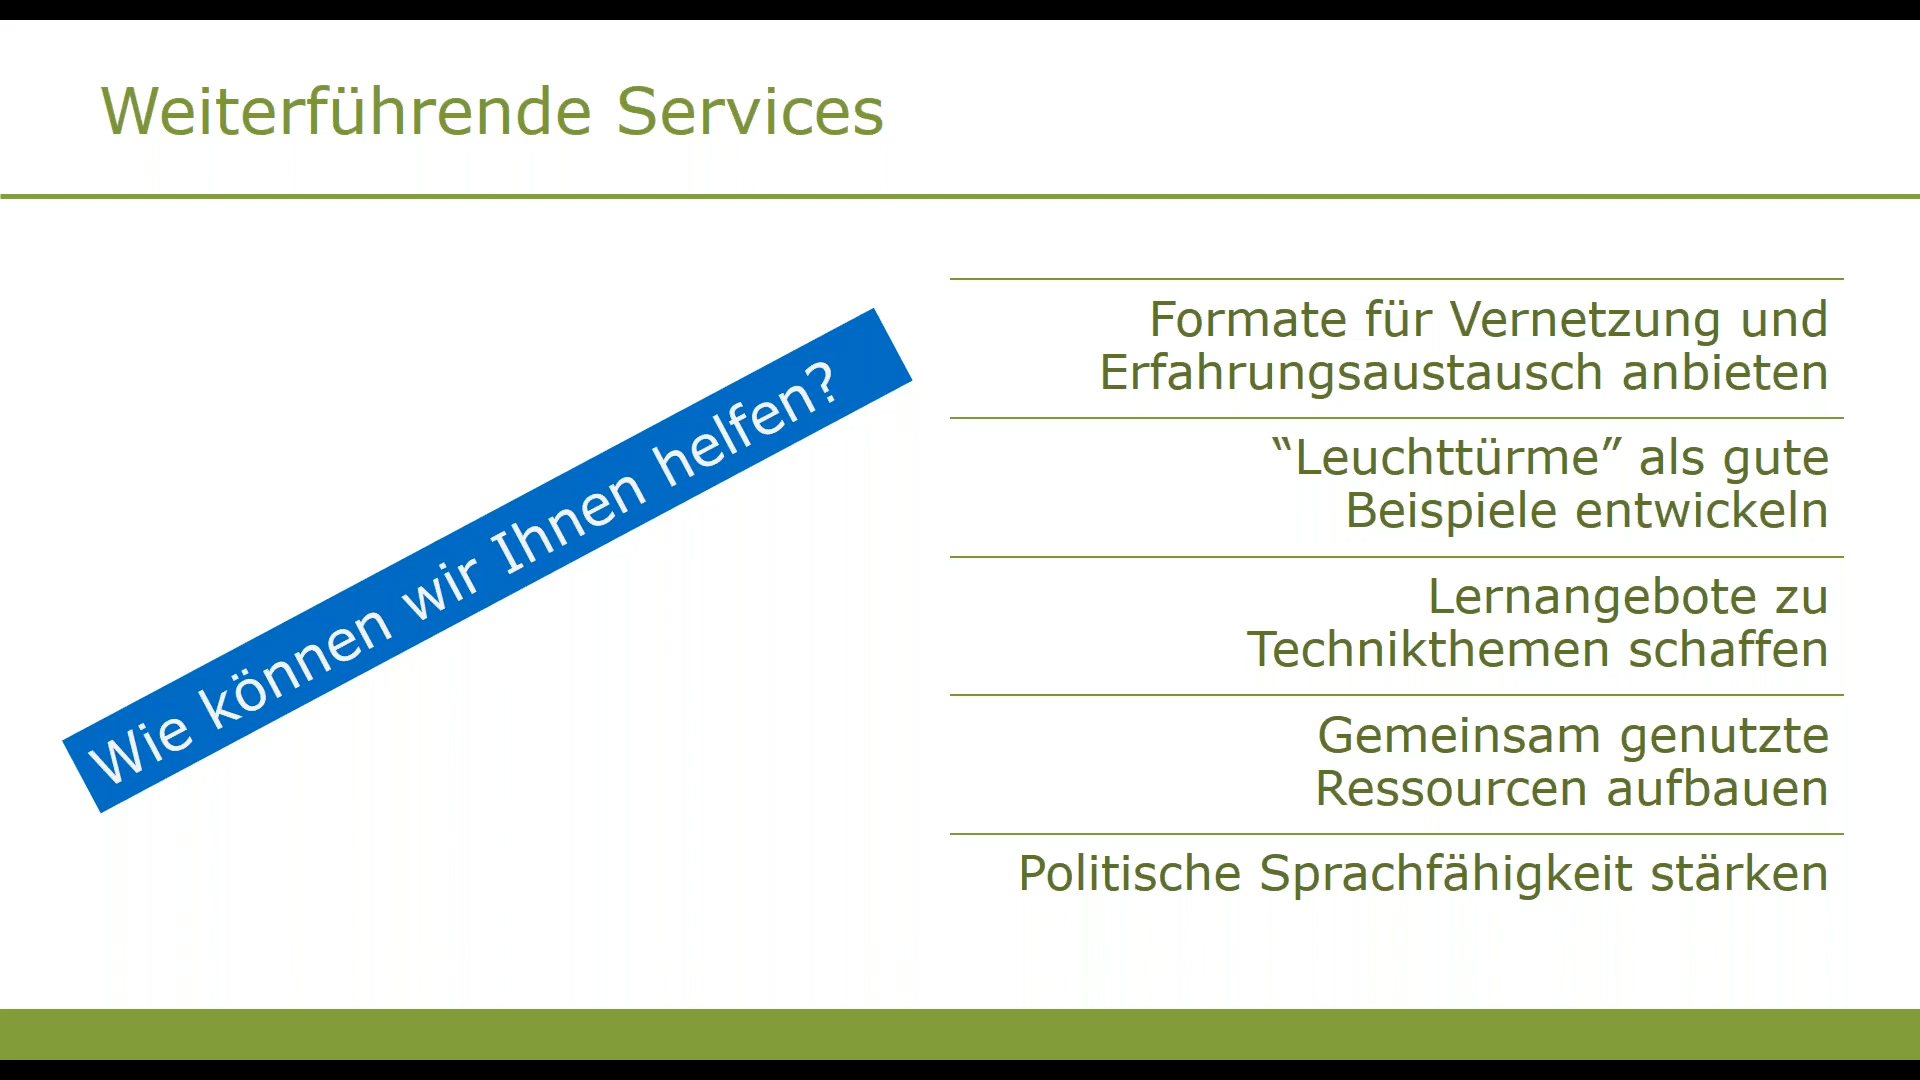 Weiterführende Services
Wie können wir Ihnen helfen?
Formate für Vernetzung und
Erfahrungsaustausch anbieten
“Leuchttürme” als gute
Beispiele entwickeln
Lernangebote zu
Technikthemen schaffen
Gemeinsam genutzte
Ressourcen aufbauen
Politische Sprachfähigkeit stärken